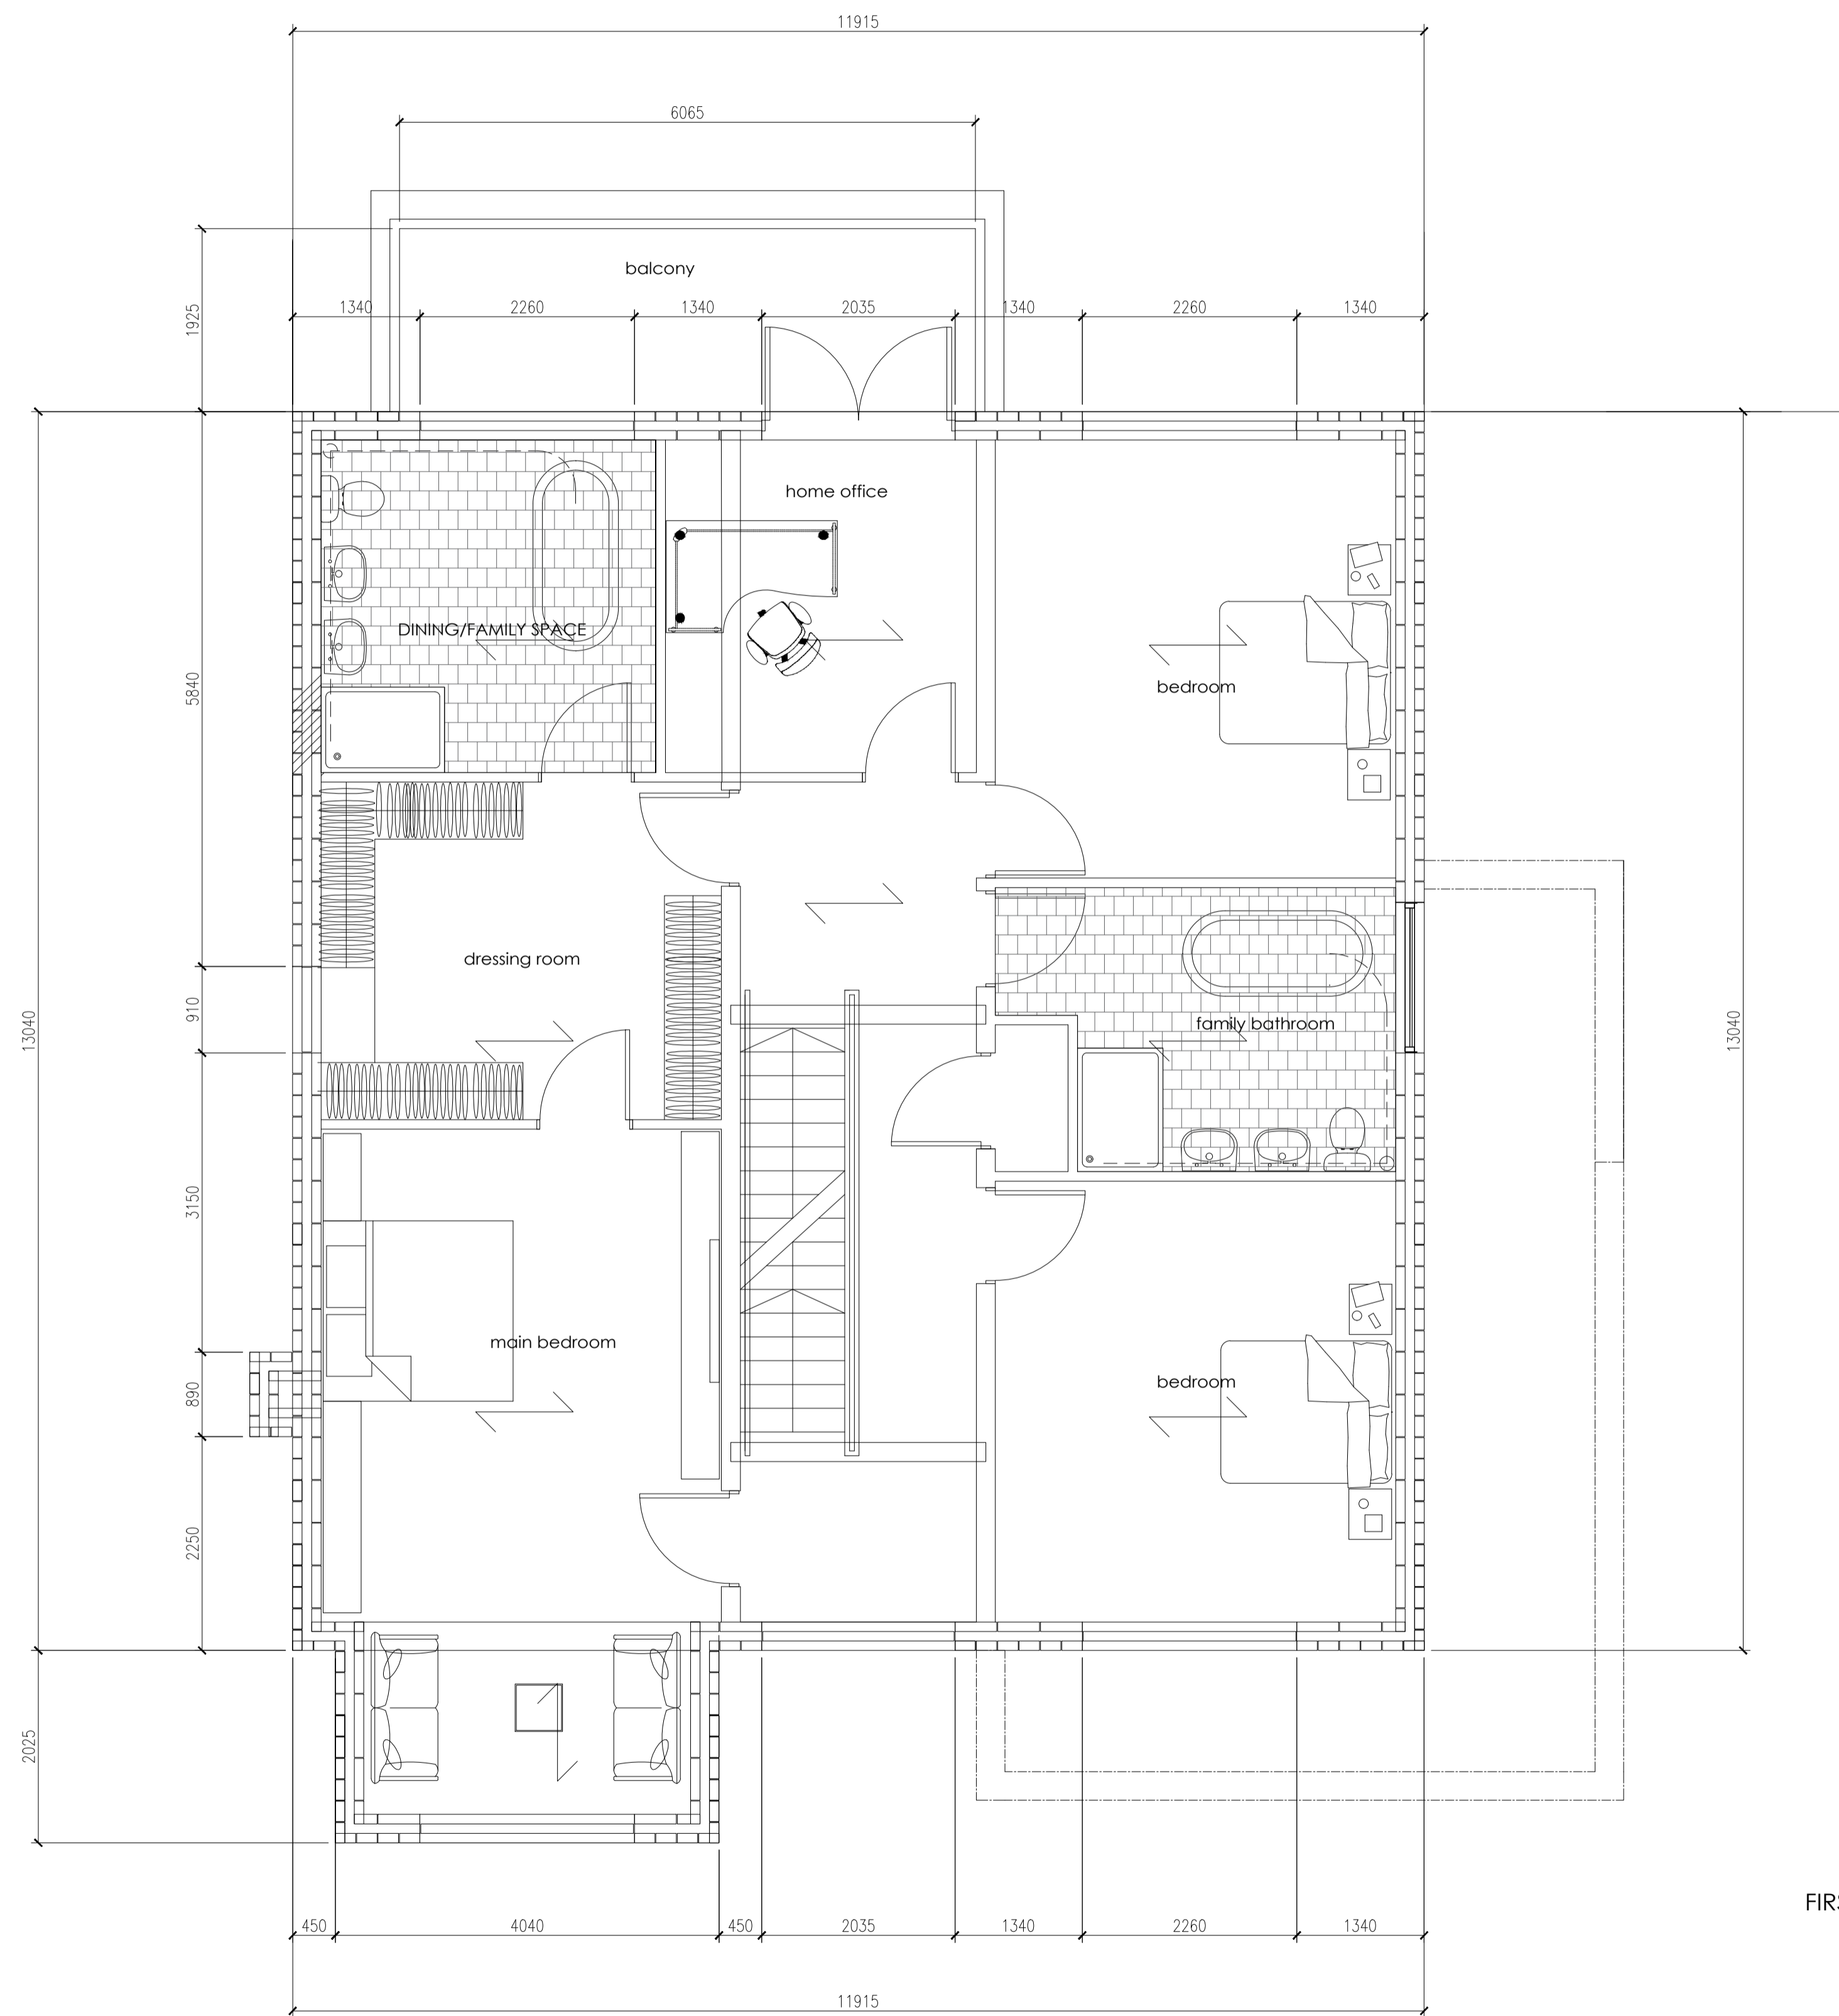 11915
6065
balcony
1925
1340 2260 1340 2035 1340 2260 1340
home office
DINING/FAMILY SPACE
bedroom
5840
dressing room
910
family bathroom
13040
13040
3150
main bedroom
bedroom
890
2250
2025
FIRS
450 4040 450 2035 1340 2260 1340
11915